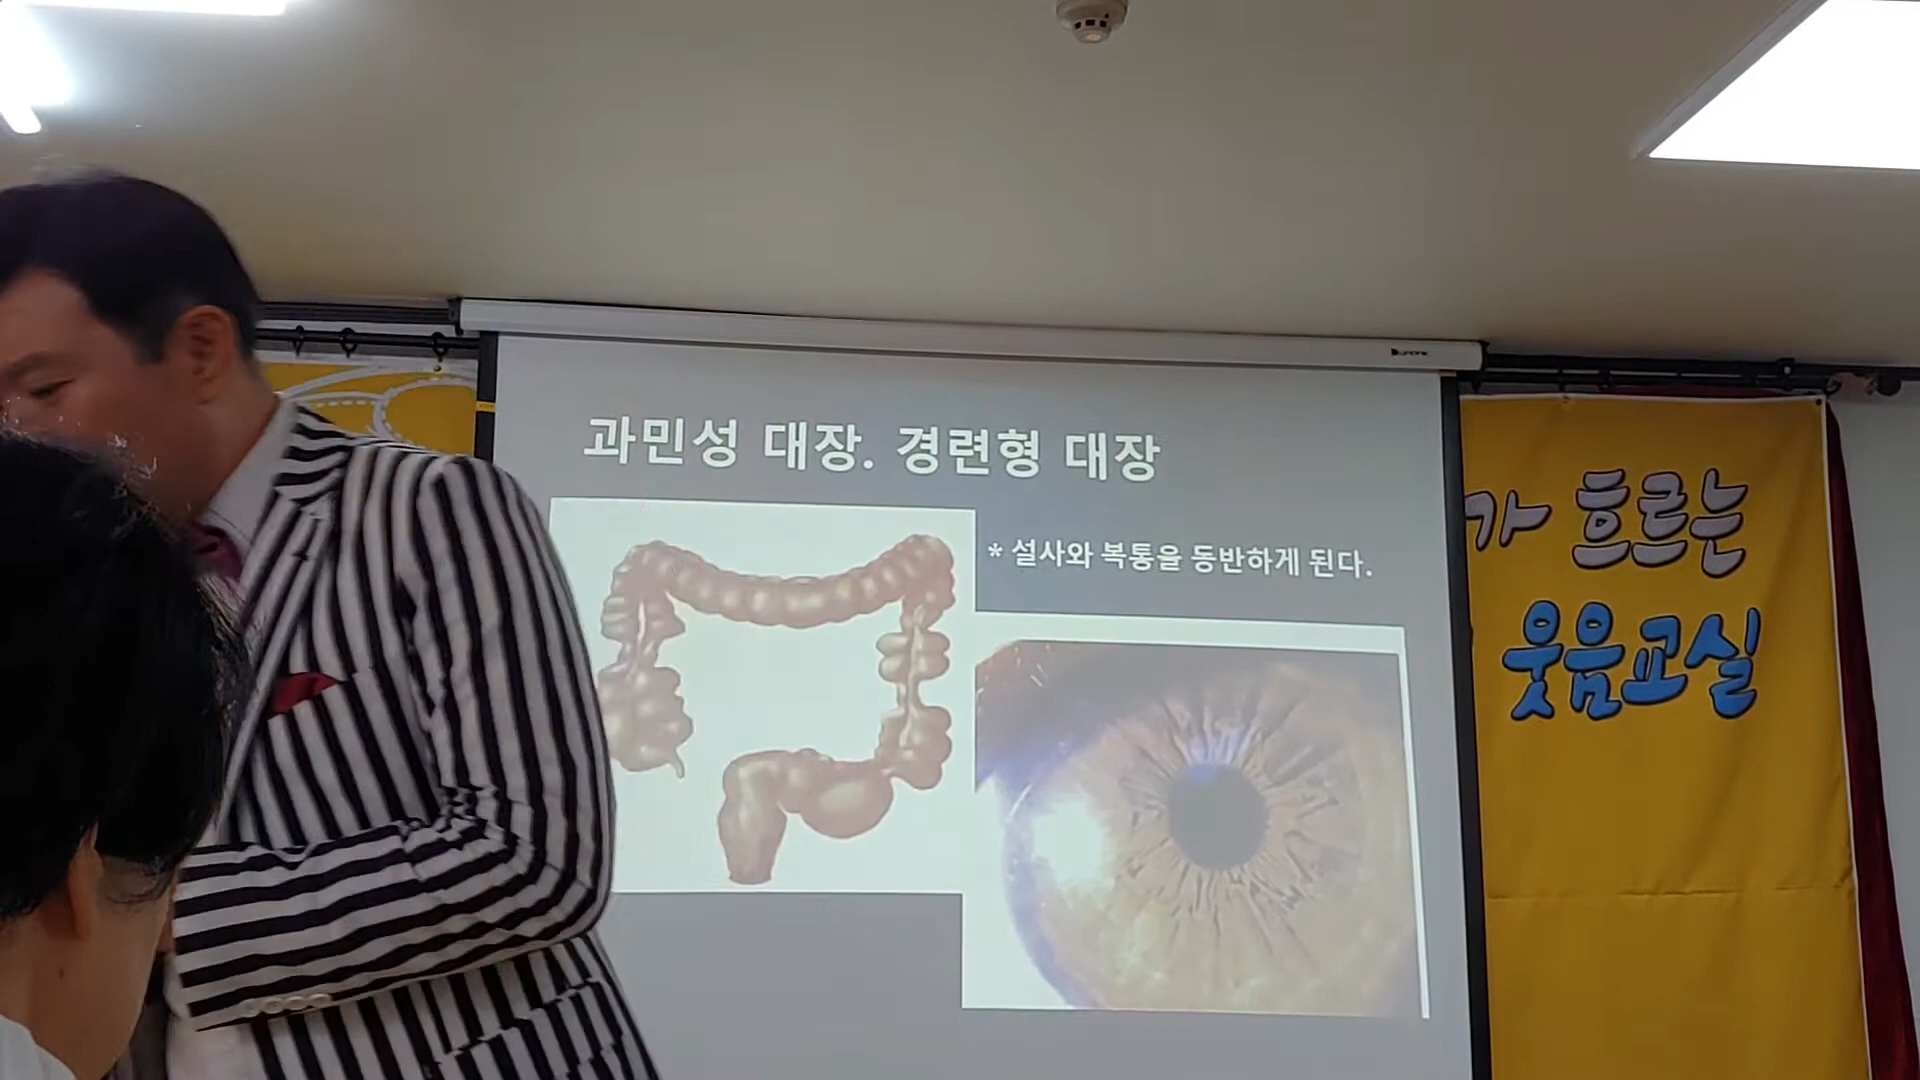 과민성 대장. 경련형 대장
* 설사와 복통을 동반하게 된다.
가 흐르는
웃음교실